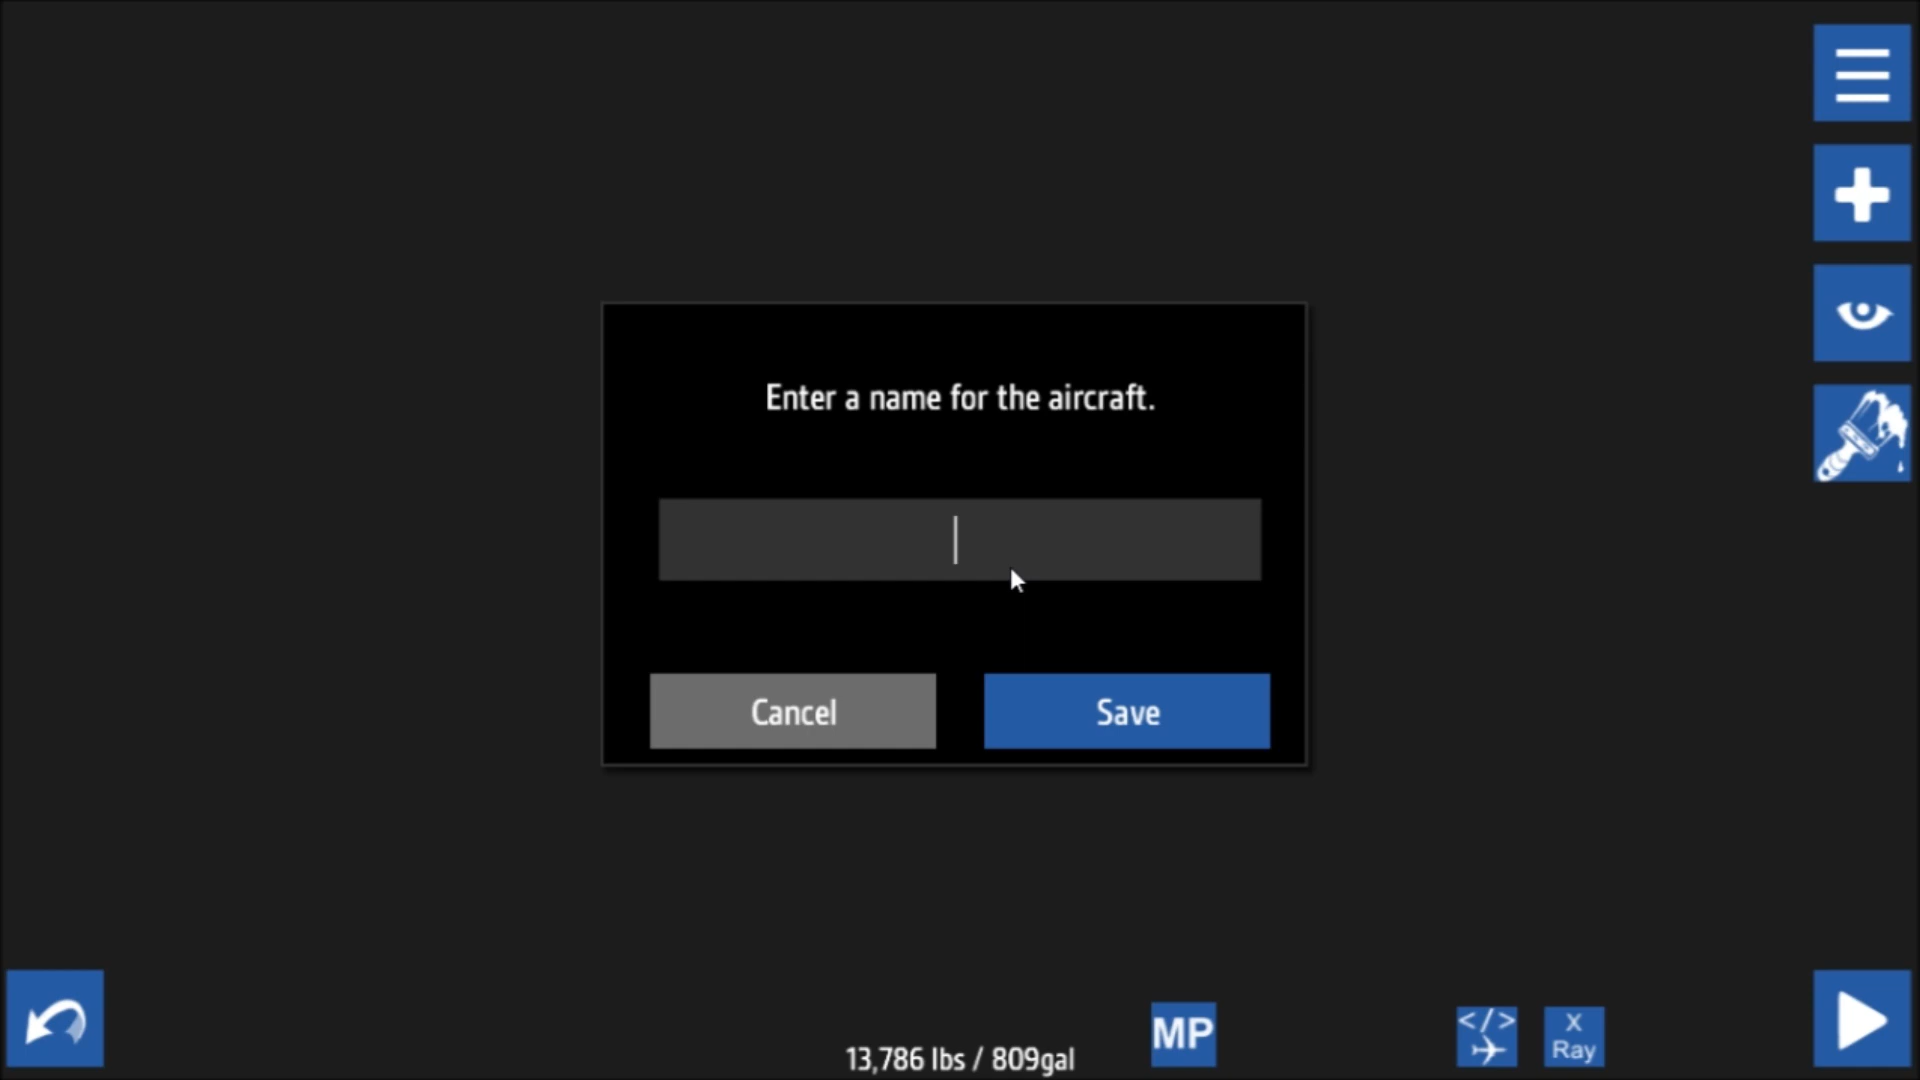 Enter a name for the aircraft.
Cancel
Save
13,786 lbs / 809gal
MP
</>
X
Ray